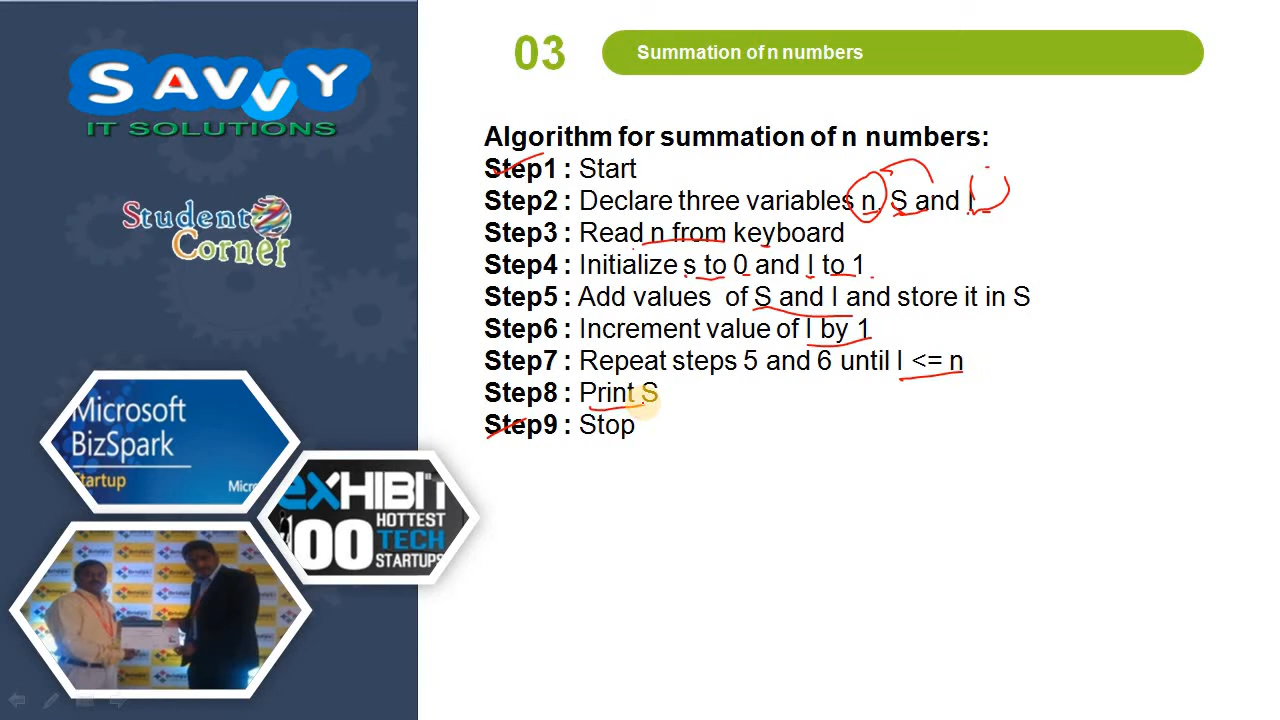 SAVVY
IT SOLUTIONS
Student
Corner
Microsoft
BizSpark
Startup
Micro
EXHIBIT
100
HOTTEST
TECH
STARTUPS
03
Summation of n numbers
Algorithm for summation of n numbers:
Step1 : Start
Step2 : Declare three variables n, S and I
Step3 : Read n from keyboard
Step4 : Initialize s to 0 and I to 1
Step5 : Add values of S and I and store it in S
Step6 : Increment value of I by 1
Step7 : Repeat steps 5 and 6 until I <= n
Step8 : Print S
Step9 : Stop